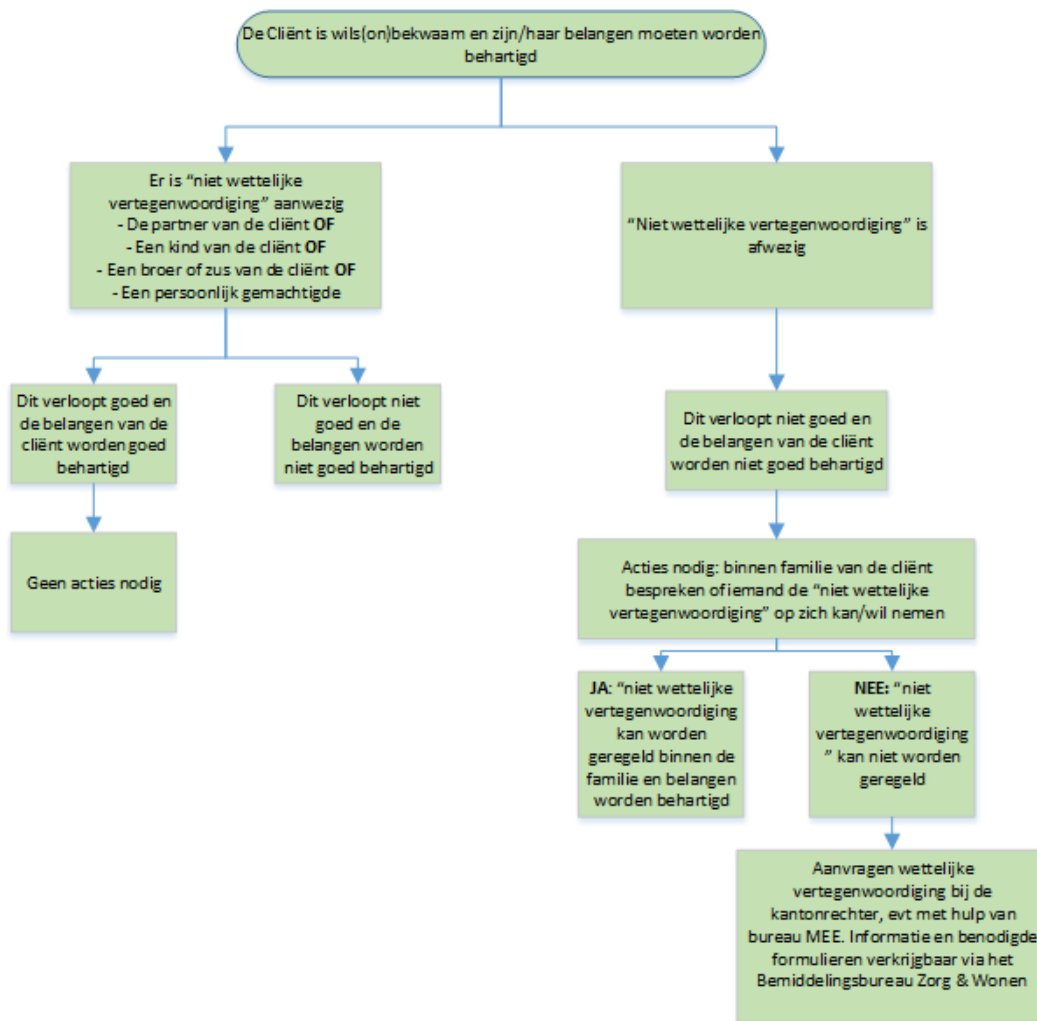 De Cliënt is wils(on)bekwaam en zijn/haar belangen moeten worden
behartigd
Er is “niet wettelijke
vertegenwoordiging” aanwezig
- De partner van de cliënt OF
- Een kind van de cliënt OF
- Een broer of zus van de cliënt OF
- Een persoonlijk gemachtigde
“Niet wettelijke vertegenwoordiging” is
afwezig
Dit verloopt goed en
de belangen van de
cliënt worden goed
behartigd
Dit verloopt niet
goed en de
belangen worden
niet goed behartigd
Dit verloopt niet goed en
de belangen van de cliënt
worden niet goed behartigd
Geen acties nodig
Acties nodig: binnen familie van de cliënt
bespreken of iemand de “niet wettelijke
vertegenwoordiging” op zich kan/wil nemen
JA: “niet wettelijke
vertegenwoordiging
kan worden
geregeld binnen de
familie en belangen
worden behartigd
NEE: “niet
wettelijke
vertegenwoordiging
” kan niet worden
geregeld
Aanvragen wettelijke
vertegenwoordiging bij de
kantonrechter, evt met hulp van
bureau MEE. Informatie en benodigde
formulieren verkrijgbaar via het
Bemiddelingsbureau Zorg & Wonen